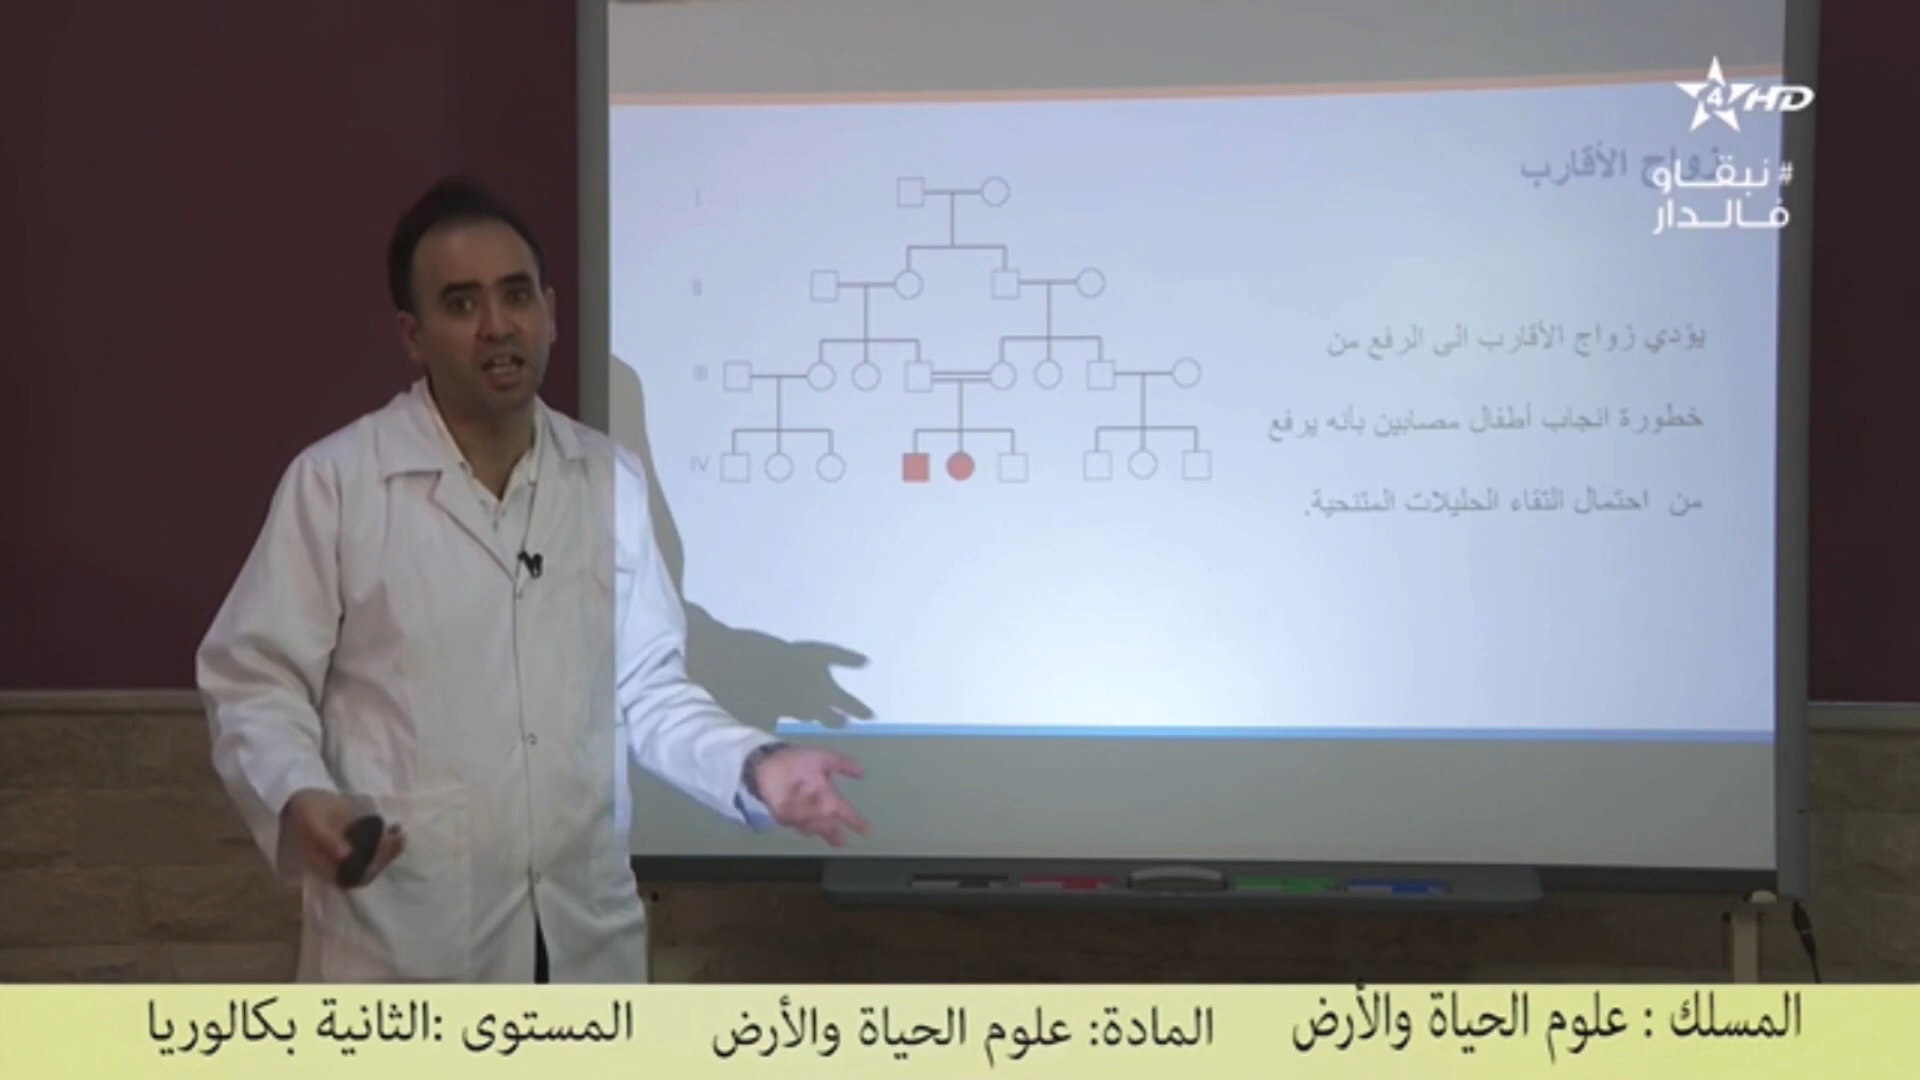 4 HD
#نبقاو
فالدار
زواج الأقارب
I
II
III
IV
يؤدي زواج الأقارب الى الرفع من
خطورة انجاب أطفال مصابين بأنه يرفع
من احتمال التقاء الحليلات المتنحية.
المسلك : علوم الحياة والأرض
المادة: علوم الحياة والأرض
المستوى :الثانية بكالوريا